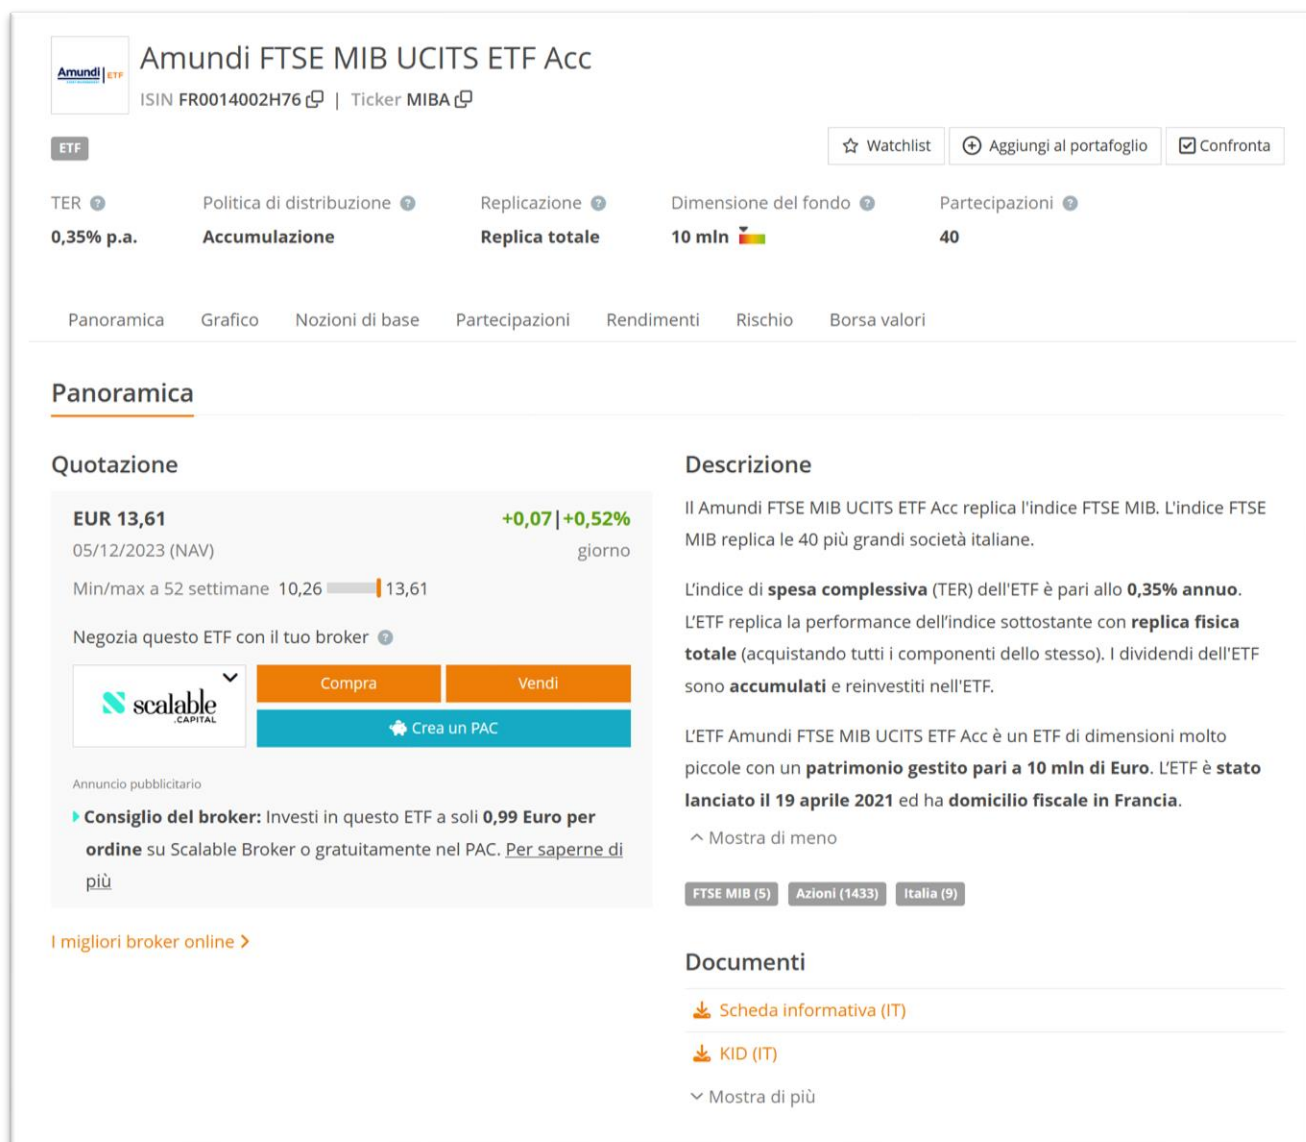 Amundi ETF
Amundi FTSE MIB UCITS ETF Acc
ISIN FR0014002H76 | Ticker MIBA
ETF
Watchlist
Aggiungi al portafoglio
Confronta
TER ?
0,35% p.a.
Politica di distribuzione ?
Accumulazione
Replicazione ?
Replica totale
Dimensione del fondo ?
10 mln
Partecipazioni ?
40
Panoramica Grafico Nozioni di base Partecipazioni Rendimenti Rischio Borsa valori
Panoramica
Quotazione
EUR 13,61 +0,07|+0,52%
05/12/2023 (NAV) giorno
Min/max a 52 settimane 10,26 13,61
Negozia questo ETF con il tuo broker ?
scalable
.CAPITAL
Compra
Vendi
Crea un PAC
Annuncio pubblicitario
Consiglio del broker: Investi in questo ETF a soli 0,99 Euro per
ordine su Scalable Broker o gratuitamente nel PAC. Per saperne di
più
I migliori broker online
Descrizione
Il Amundi FTSE MIB UCITS ETF Acc replica l'indice FTSE MIB. L'indice FTSE
MIB replica le 40 più grandi società italiane.
L’indice di spesa complessiva (TER) dell'ETF è pari allo 0,35% annuo.
L’ETF replica la performance dell’indice sottostante con replica fisica
totale (acquistando tutti i componenti dello stesso). I dividendi dell'ETF
sono accumulati e reinvestiti nell'ETF.
L’ETF Amundi FTSE MIB UCITS ETF Acc è un ETF di dimensioni molto
piccole con un patrimonio gestito pari a 10 mln di Euro. L’ETF è stato
lanciato il 19 aprile 2021 ed ha domicilio fiscale in Francia.
Mostra di meno
FTSE MIB (5) Azioni (1433) Italia (9)
Documenti
Scheda informativa (IT)
KID (IT)
Mostra di più